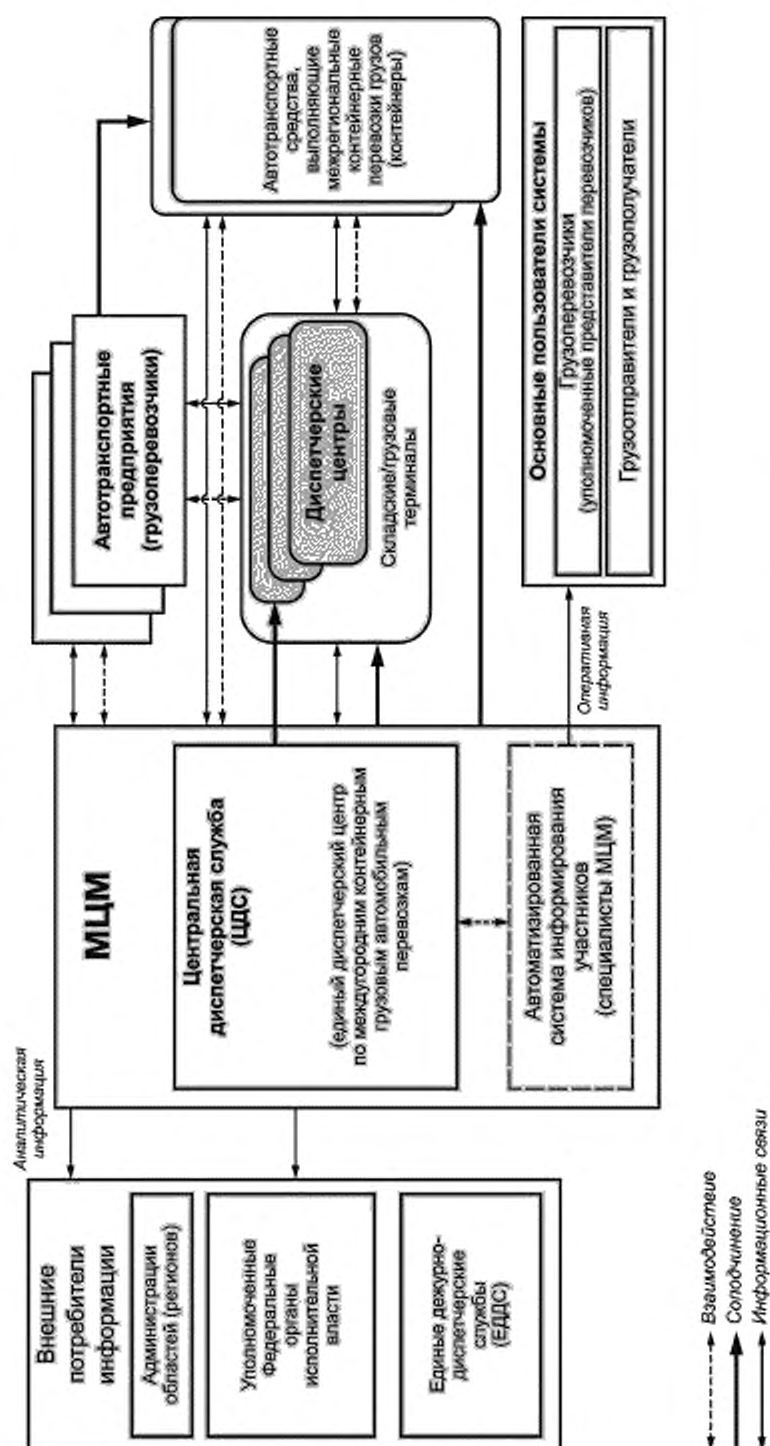 Внешние
потребители
информации
Администрации
областей (регионов)
Уполномоченные
Федеральные
органы
исполнительной
власти
Единые дежурно-
диспетчерские
службы
(ЕДДС)
Аналитическая
информация
МЦМ
Центральная
диспетчерская служба
(ЦДС)
(единый диспетчерский центр
по междугородним контейнерным
грузовым автомобильным
перевозкам)
Автоматизированная
система информирования
участников
(специалисты МЦМ)
Автотранспортные
предприятия
(грузоперевозчики)
Диспетчерские
центры
Складские/грузовые
терминалы
Оперативная
информация
Автотранспортные
средства,
выполняющие
межрегиональные
контейнерные
перевозки грузов
(контейнеры)
Основные пользователи системы
Грузоперевозчики
(уполномоченные представители перевозчиков)
Грузоотправители и грузополучатели
Взаимодействие
Соподчинение
Информационные связи